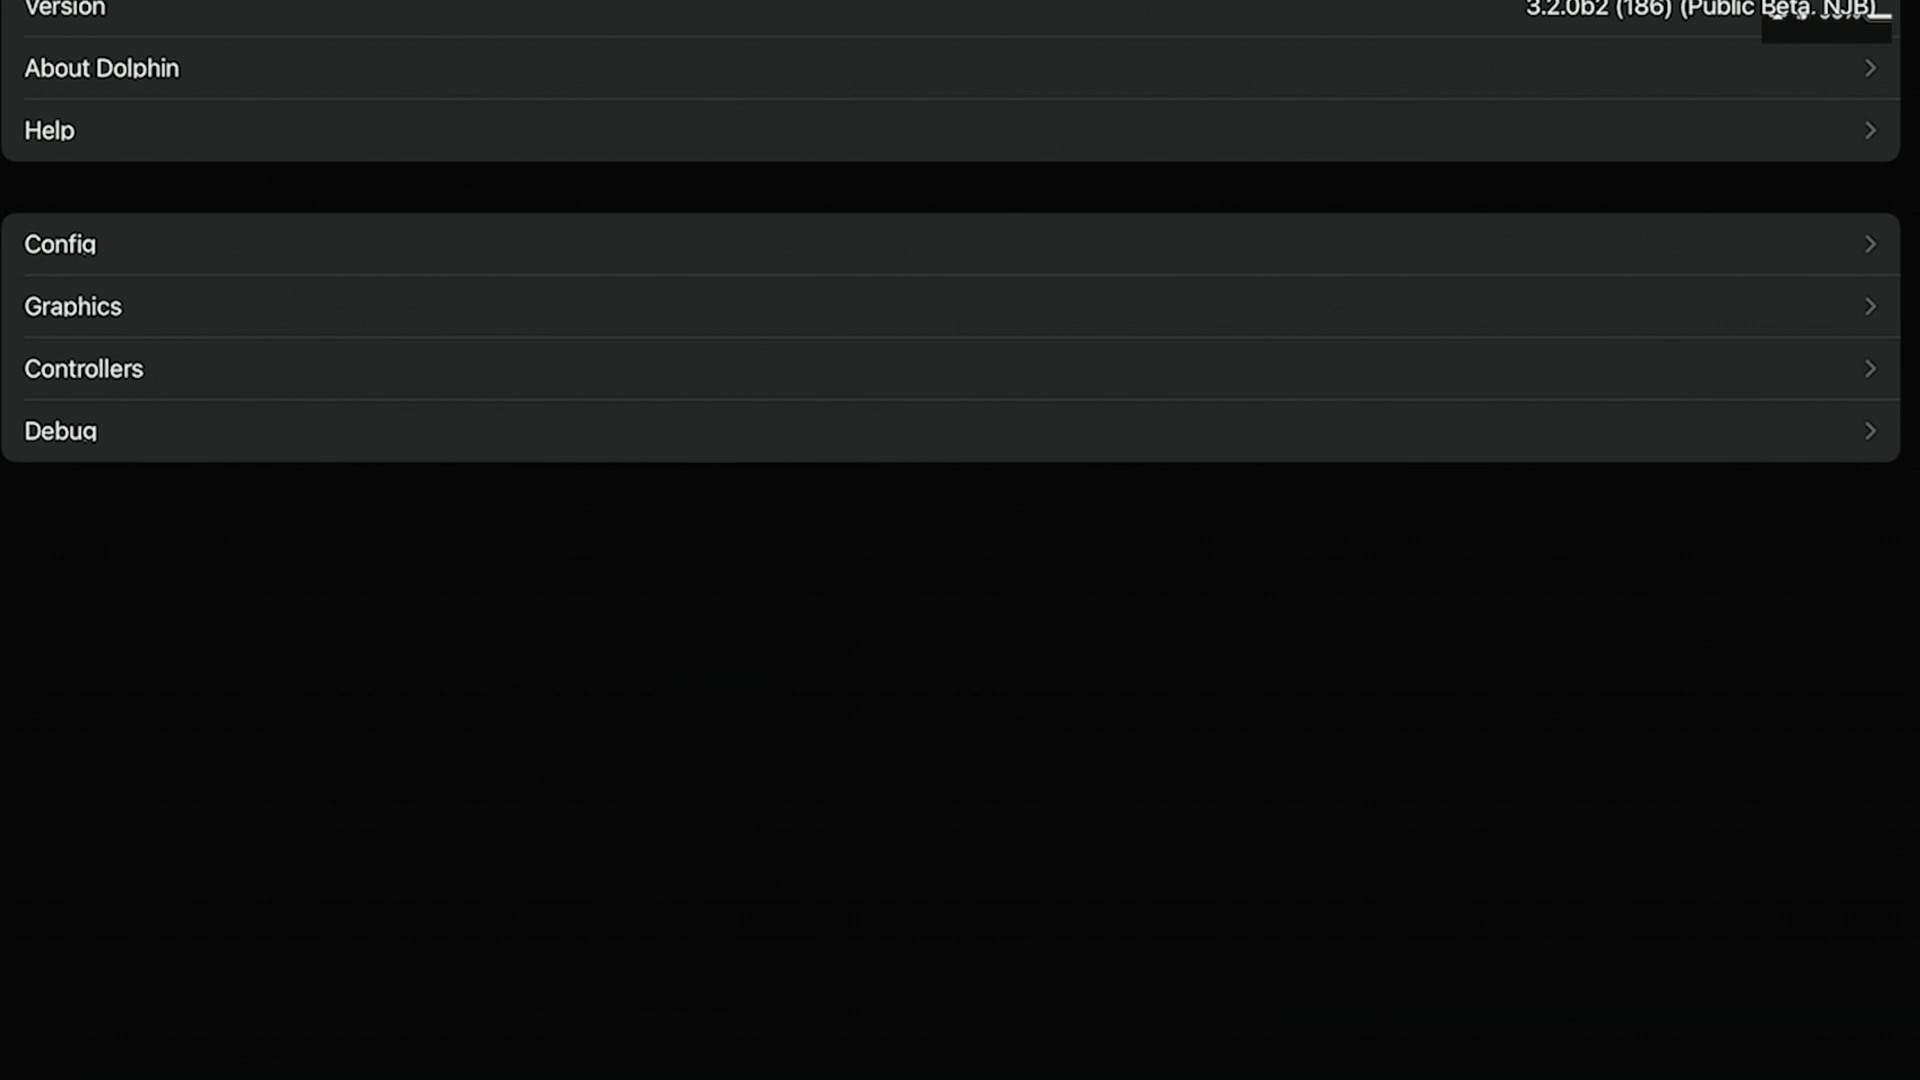 Version 3.2.0b2 (186) (Public Beta, NJB)
About Dolphin
Help
Config
Graphics
Controllers
Debug